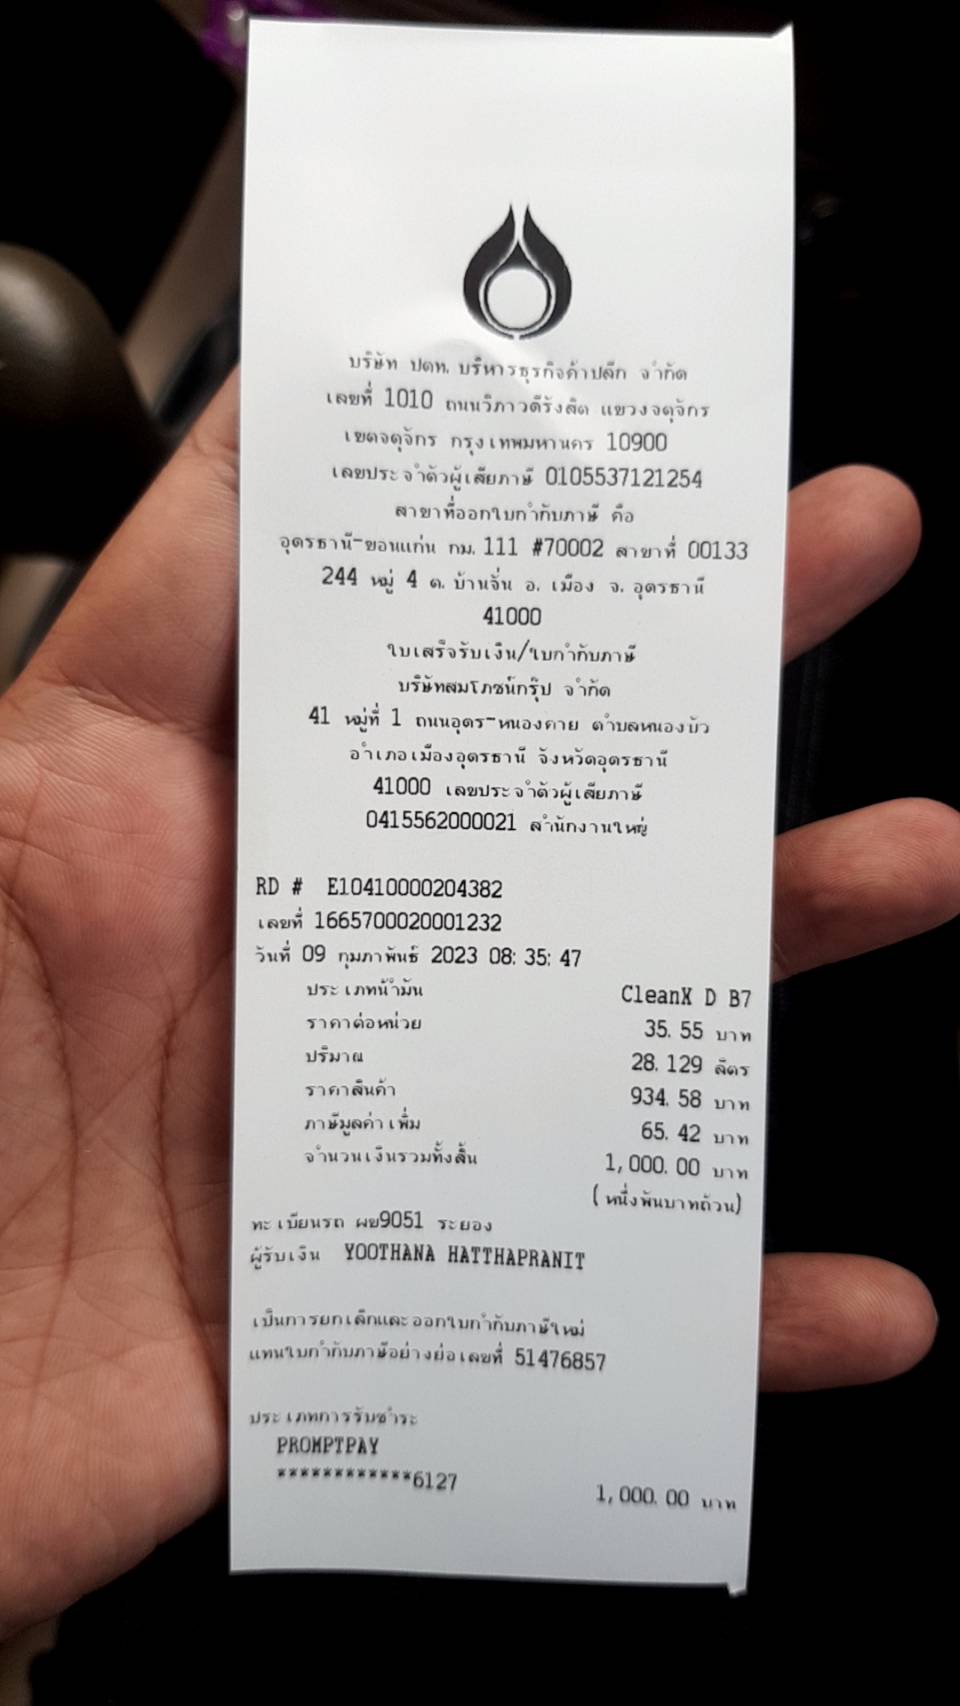 บริษัท ปตท. บริหารธุรกิจค้าปลีก จำกัด
เลขที่ 1010 ถนนวิภาวดีรังสิต แขวงจตุจักร
เขตจตุจักร กรุงเทพมหานคร 10900
เลขประจำตัวผู้เสียภาษี 0105537121254
สาขาที่ออกใบกำกับภาษี คือ
อุดรธานี-ขอนแก่น กม. 111 #70002 สาขาที่ 00133
244 หมู่ 4 ต. บ้านจั่น อ. เมือง จ. อุดรธานี
41000
ใบเสร็จรับเงิน/ใบกำกับภาษี
บริษัทสมโภชน์กรุ๊ป จำกัด
41 หมู่ที่ 1 ถนนอุดร-หนองคาย ตำบลหนองบัว
อำเภอเมืองอุดรธานี จังหวัดอุดรธานี
41000 เลขประจำตัวผู้เสียภาษี
0415562000021 สำนักงานใหญ่
RD # E10410000204382
เลขที่ 1665700020001232
วันที่ 09 กุมภาพันธ์ 2023 08:35:47
ประเภทน้ำมัน CleanX D B7
ราคาต่อหน่วย 35.55 บาท
ปริมาณ 28.129 ลิตร
ราคาสินค้า 934.58 บาท
ภาษีมูลค่าเพิ่ม 65.42 บาท
จำนวนเงินรวมทั้งสิ้น 1,000.00 บาท
(หนึ่งพันบาทถ้วน)
ทะเบียนรถ ผข9051 ระยอง
ผู้รับเงิน YOOTHANA HATTHAPRANIT
เป็นการยกเลิกและออกใบกำกับภาษีใหม่
แทนใบกำกับภาษีอย่างย่อเลขที่ 51476857
ประเภทการรับชำระ
PROMPTPAY
************6127 1,000.00 บาท